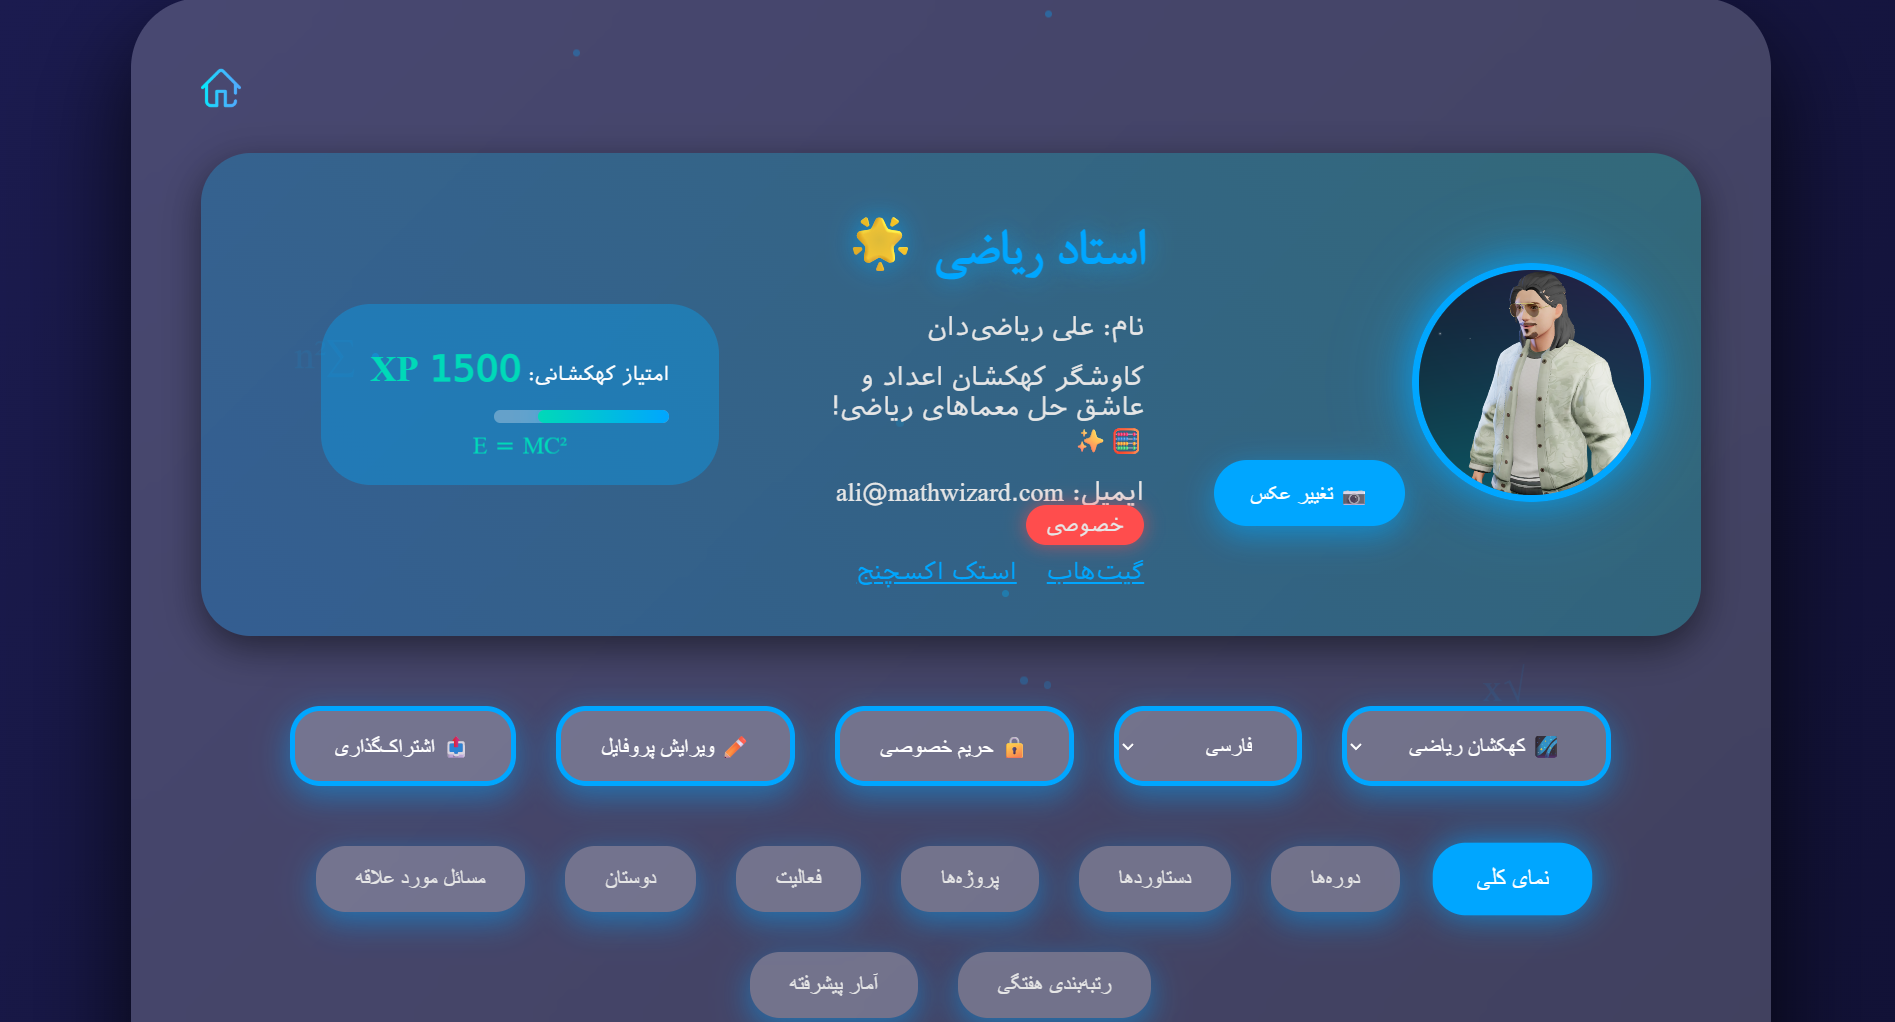 استاد ریاضی 🌟
نام: علی ریاضی‌دان
کاوشگر کهکشان اعداد و
عاشق حل معماهای ریاضی!
🧮 ✨
ایمیل: ali@mathwizard.com
خصوصی
گیت‌هاب استک اکسچنج
📷 تغییر عکس
امتیاز کهکشانی: 1500 XP
E = MC²
🌌 کهکشان ریاضی
فارسی
🔒 حریم خصوصی
✏️ ویرایش پروفایل
📤 اشتراک‌گذاری
نمای کلی
دوره‌ها
دستاوردها
پروژه‌ها
فعالیت
دوستان
مسائل مورد علاقه
رتبه‌بندی هفتگی
آمار پیشرفته